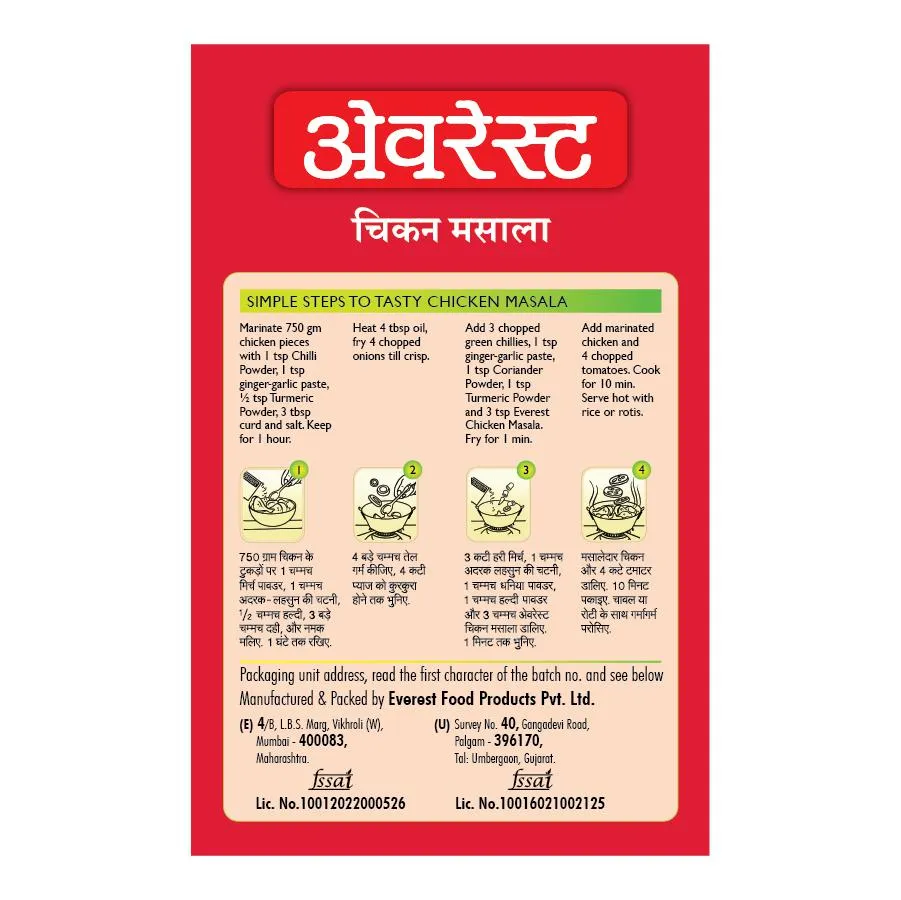 अेवरेस्ट
चिकन मसाला
SIMPLE STEPS TO TASTY CHICKEN MASALA
Marinate 750 gm
chicken pieces
with 1 tsp Chilli
Powder, 1 tsp
ginger-garlic paste,
½ tsp Turmeric
Powder, 3 tbsp
curd and salt. Keep
for 1 hour.
Heat 4 tbsp oil,
fry 4 chopped
onions till crisp.
Add 3 chopped
green chillies, 1 tsp
ginger-garlic paste,
1 tsp Coriander
Powder, 1 tsp
Turmeric Powder
and 3 tsp Everest
Chicken Masala.
Fry for 1 min.
Add marinated
chicken and
4 chopped
tomatoes. Cook
for 10 min.
Serve hot with
rice or rotis.
1
2
3
4
750 ग्राम चिकन के
टुकड़ों पर 1 चम्मच
मिर्च पावडर, 1 चम्मच
अदरक-लहसुन की चटनी,
1/2 चम्मच हल्दी, 3 बड़े
चम्मच दही, और नमक
मलिए. 1 घंटे तक रखिए.
4 बड़े चम्मच तेल
गर्म कीजिए, 4 कटी
प्याज को कुरकुरा
होने तक भुनिए.
3 कटी हरी मिर्च, 1 चम्मच
अदरक लहसुन की चटनी,
1 चम्मच धनिया पावडर,
1 चम्मच हल्दी पावडर
और 3 चम्मच अेवरेस्ट
चिकन मसाला डालिए.
1 मिनट तक भुनिए.
मसालेदार चिकन
और 4 कटे टमाटर
डालिए. 10 मिनट
पकाइए. चावल या
रोटी के साथ गर्मागर्म
परोसिए.
Packaging unit address, read the first character of the batch no. and see below
Manufactured & Packed by Everest Food Products Pvt. Ltd.
(E) 4/B, L.B.S. Marg, Vikhroli (W),
Mumbai - 400083,
Maharashtra.
fssai
Lic. No.10012022000526
(U) Survey No. 40, Gangadevi Road,
Palgam - 396170,
Tal: Umbergaon, Gujarat.
fssai
Lic. No.10016021002125